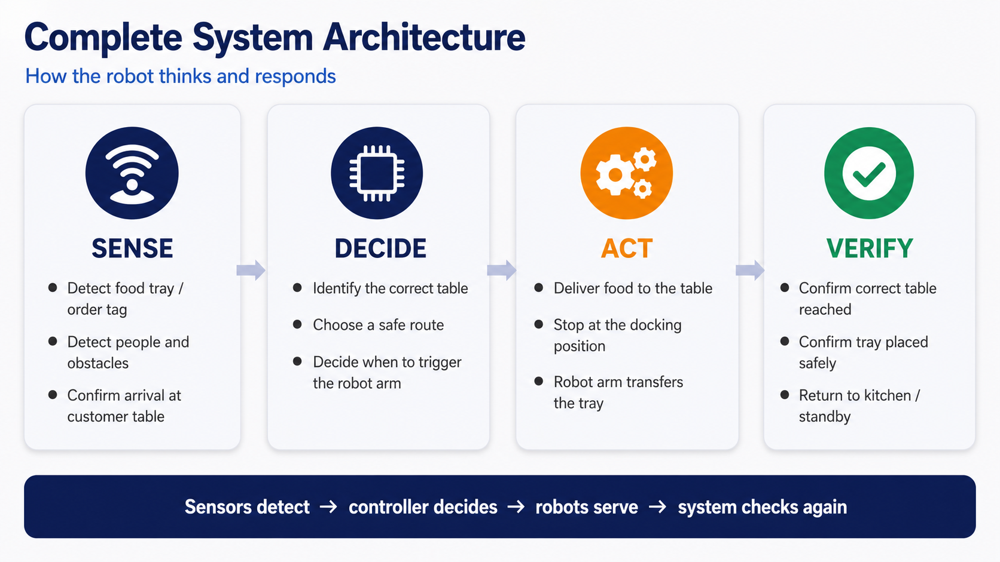 Complete System Architecture
How the robot thinks and responds
SENSE
● Detect food tray /
order tag
● Detect people and
obstacles
● Confirm arrival at
customer table
DECIDE
● Identify the correct table
● Choose a safe route
● Decide when to trigger
the robot arm
ACT
● Deliver food to the table
● Stop at the docking
position
● Robot arm transfers
the tray
VERIFY
● Confirm correct table
reached
● Confirm tray placed
safely
● Return to kitchen /
standby
Sensors detect → controller decides → robots serve → system checks again